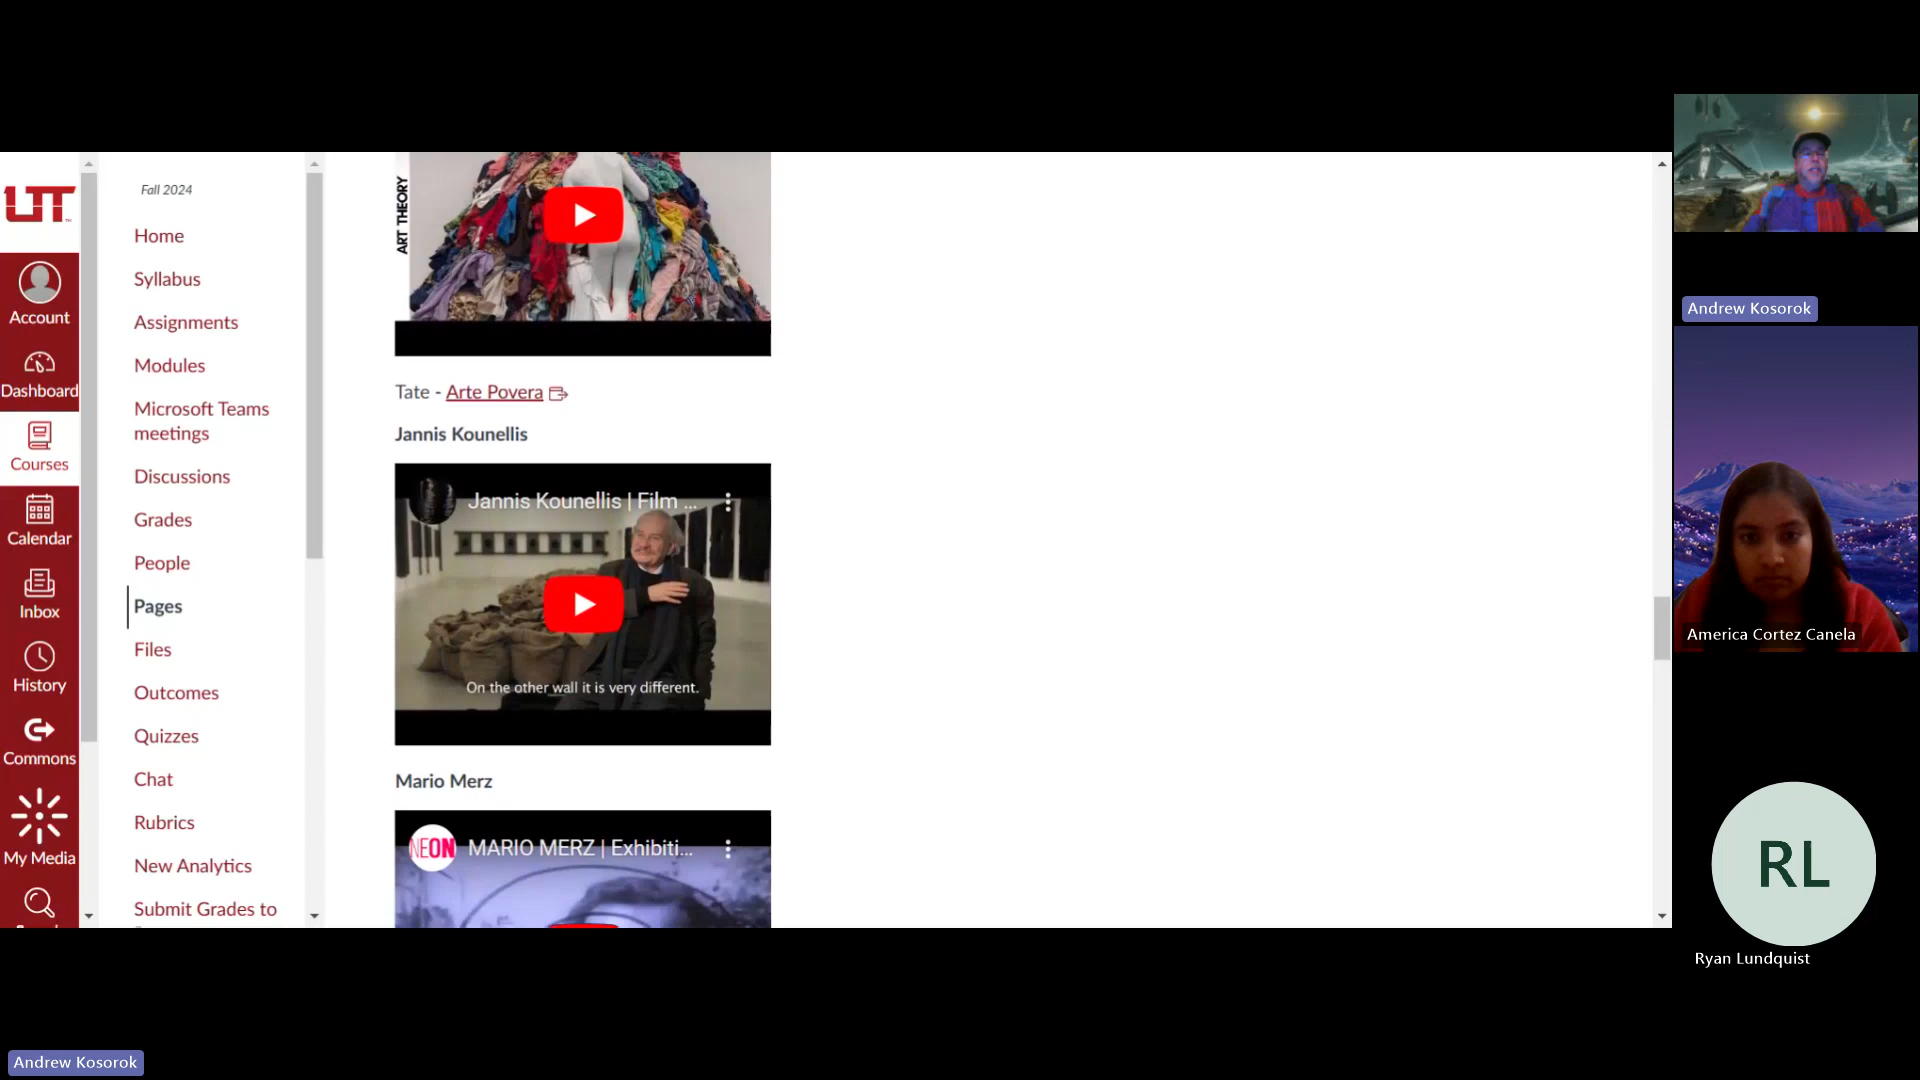 UT
Account
Dashboard
Courses
Calendar
Inbox
History
Commons
My Media
Fall 2024
Home
Syllabus
Assignments
Modules
Microsoft Teams
meetings
Discussions
Grades
People
Pages
Files
Outcomes
Quizzes
Chat
Rubrics
New Analytics
Submit Grades to
ART THEORY
Tate - Arte Povera
Jannis Kounellis
Jannis Kounellis | Film ...
On the other wall it is very different.
Mario Merz
NEON
MARIO MERZ | Exhibiti...
Andrew Kosorok
America Cortez Canela
RL
Ryan Lundquist
Andrew Kosorok